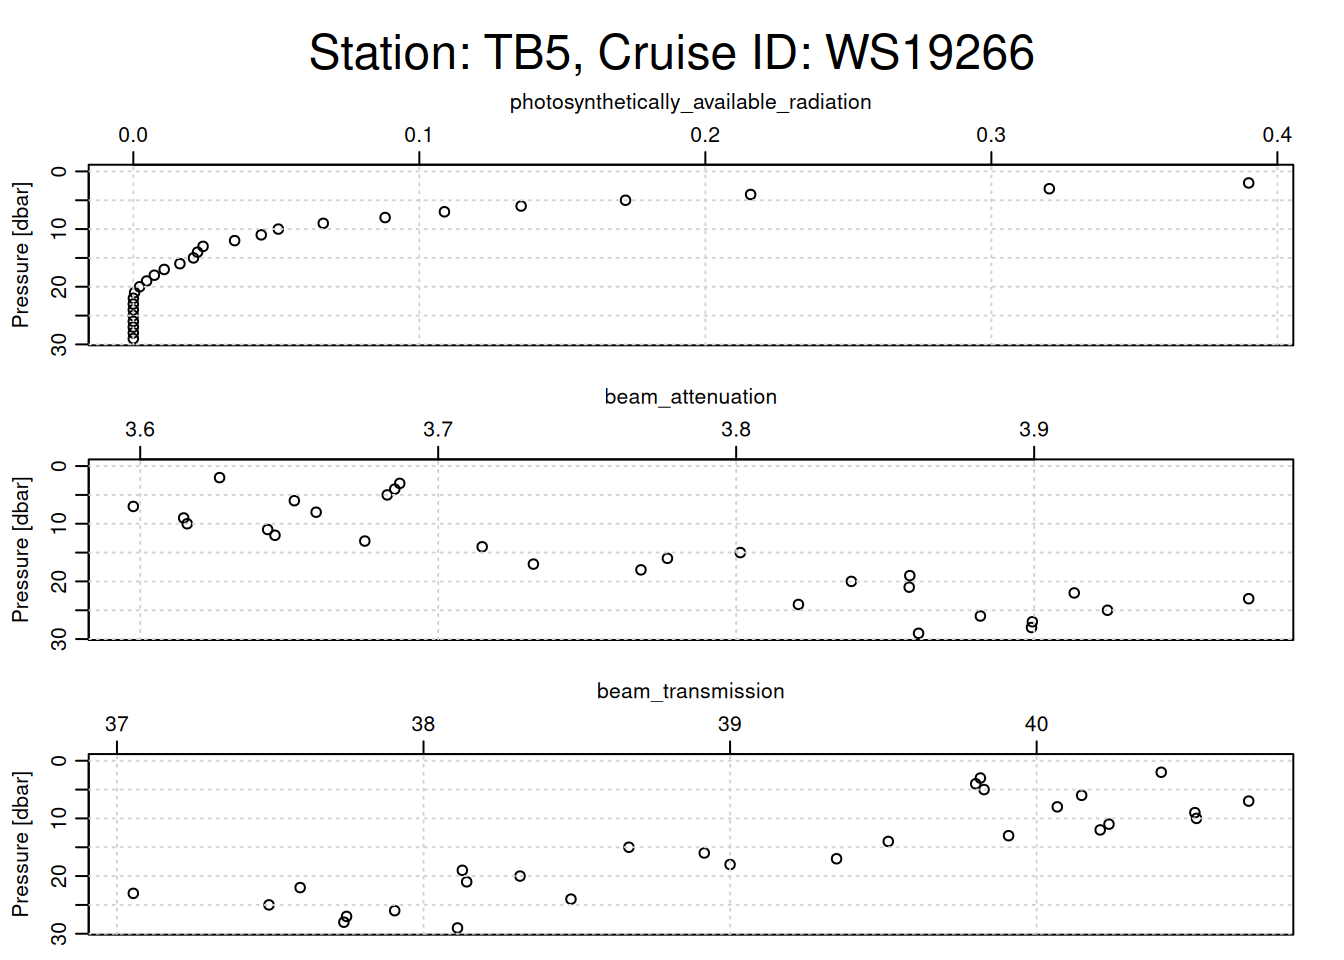 Station: TB5, Cruise ID: WS19266
photosynthetically_available_radiation
0.0 0.1 0.2 0.3 0.4
Pressure [dbar]
0 10 20 30
beam_attenuation
3.6 3.7 3.8 3.9
Pressure [dbar]
0 10 20 30
beam_transmission
37 38 39 40
Pressure [dbar]
0 10 20 30